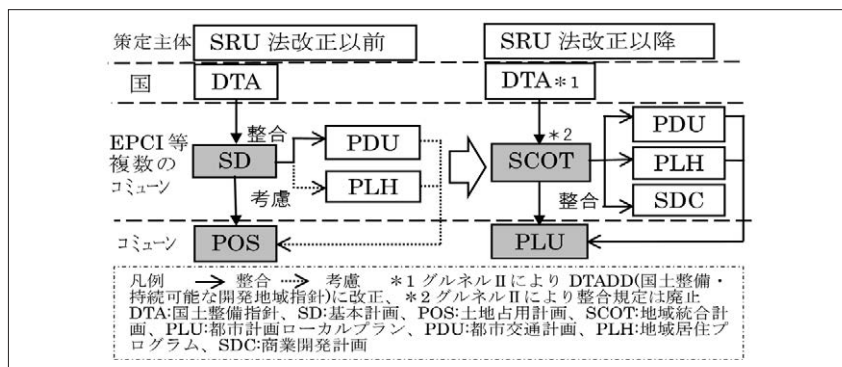 策定主体 SRU 法改正以前 SRU 法改正以降
国 DTA DTA*1
EPCI等
複数の
コミューン
整合 PDU
SD
考慮 PLH
*2 PDU
SCOT PLH
整合 SDC
コミューン POS PLU
凡例 整合 考慮 *1 グルネルⅡにより DTADD(国土整備・
持続可能な開発地域指針)に改正、*2 グルネルⅡにより整合規定は廃止
DTA:国土整備指針、SD:基本計画、POS:土地占用計画、SCOT:地域統合計
画、PLU:都市計画ローカルプラン、PDU:都市交通計画、PLH:地域居住プ
ログラム、SDC:商業開発計画